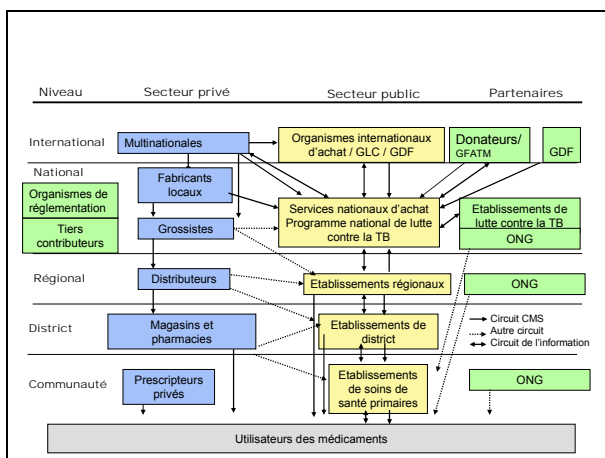 Niveau
Secteur privé
Secteur public
Partenaires
International
Multinationales
Organismes internationaux
d'achat / GLC / GDF
Donateurs/
GFATM
GDF
National
Fabricants
locaux
Organismes de
réglementation
Tiers
contributeurs
Grossistes
Services nationaux d'achat
Programme national de lutte
contre la TB
Etablissements de
lutte contre la TB
ONG
Régional
Distributeurs
Etablissements régionaux
ONG
District
Magasins et
pharmacies
Etablissements de
district
Circuit CMS
Autre circuit
Circuit de l'information
Communauté
Prescripteurs
privés
Etablissements
de soins de
santé primaires
ONG
Utilisateurs des médicaments